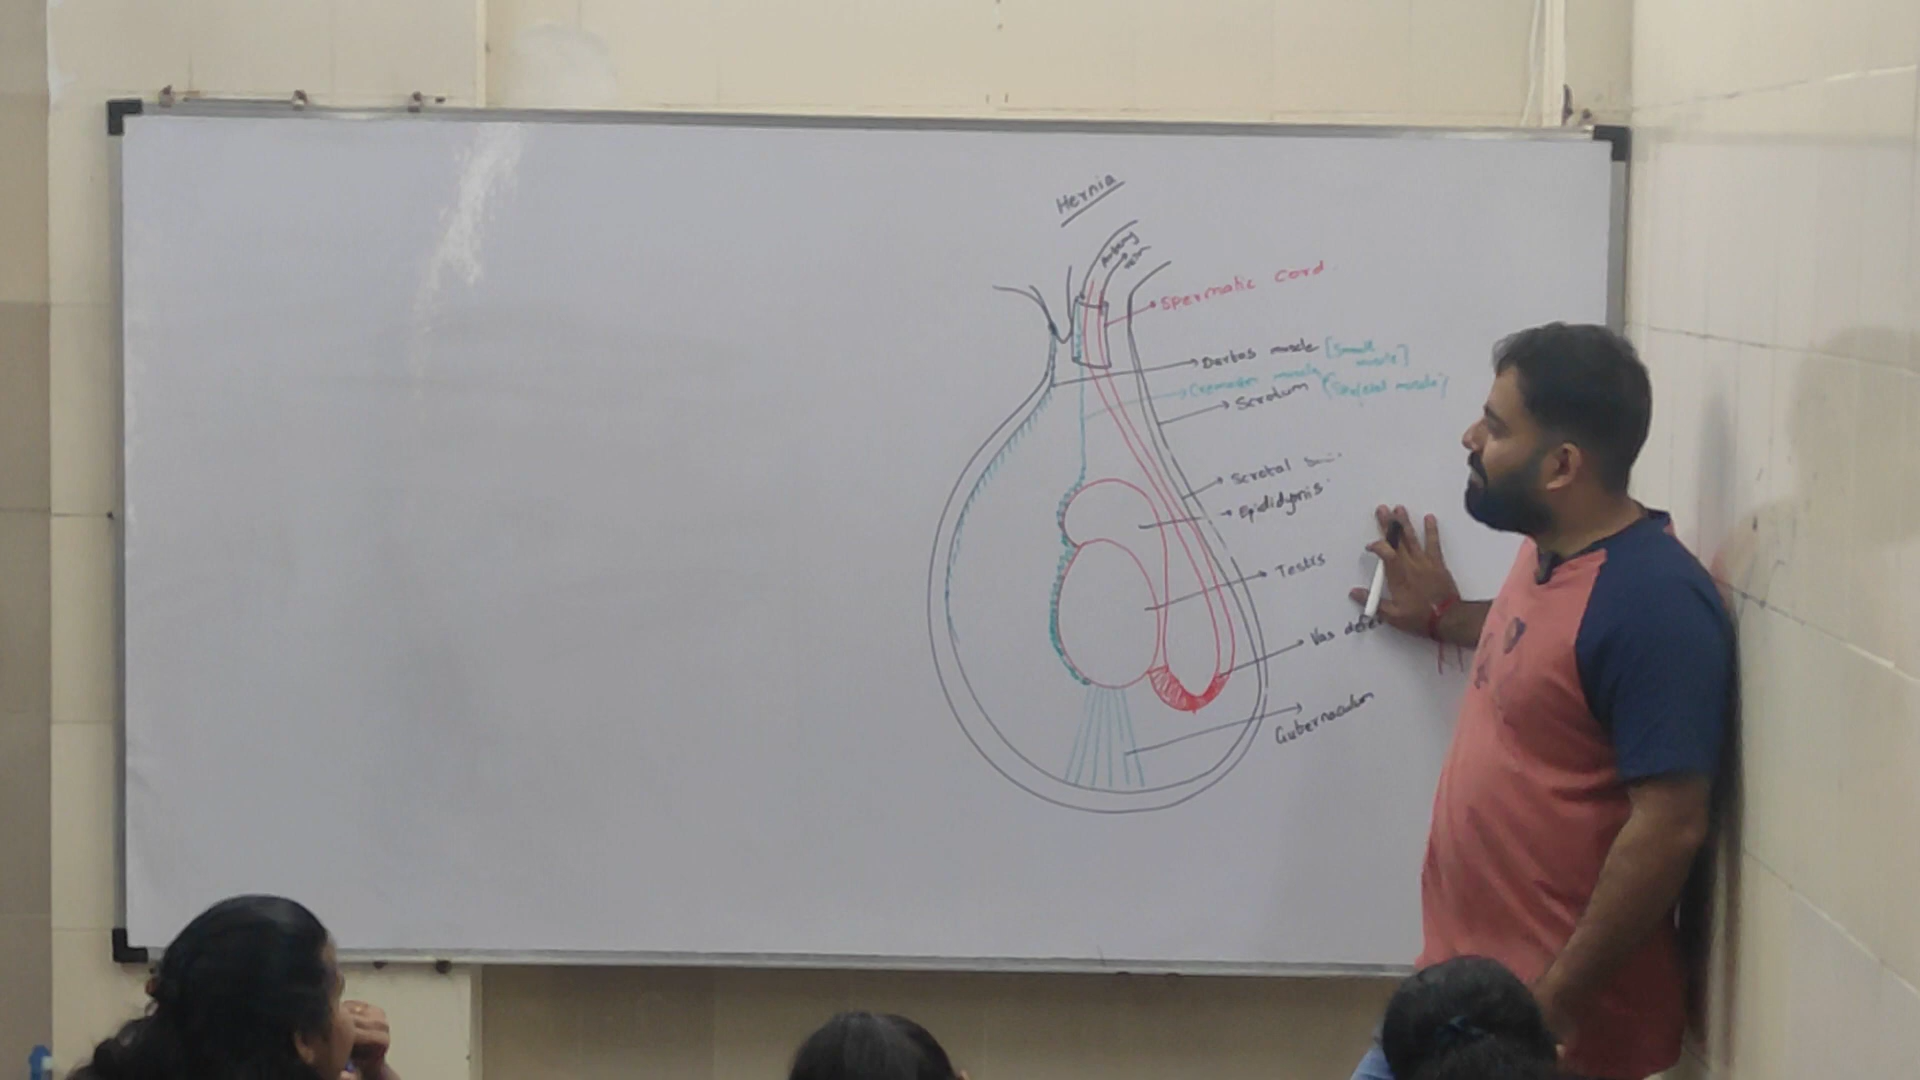 Hernia
Artery
Vein
Spermatic cord
Dartos muscle [Smooth
muscle]
Cremaster muscle (Skeletal muscle)
Scrotum
Scrotal
Epididymis
Testis
Vas defer
Gubernaculum